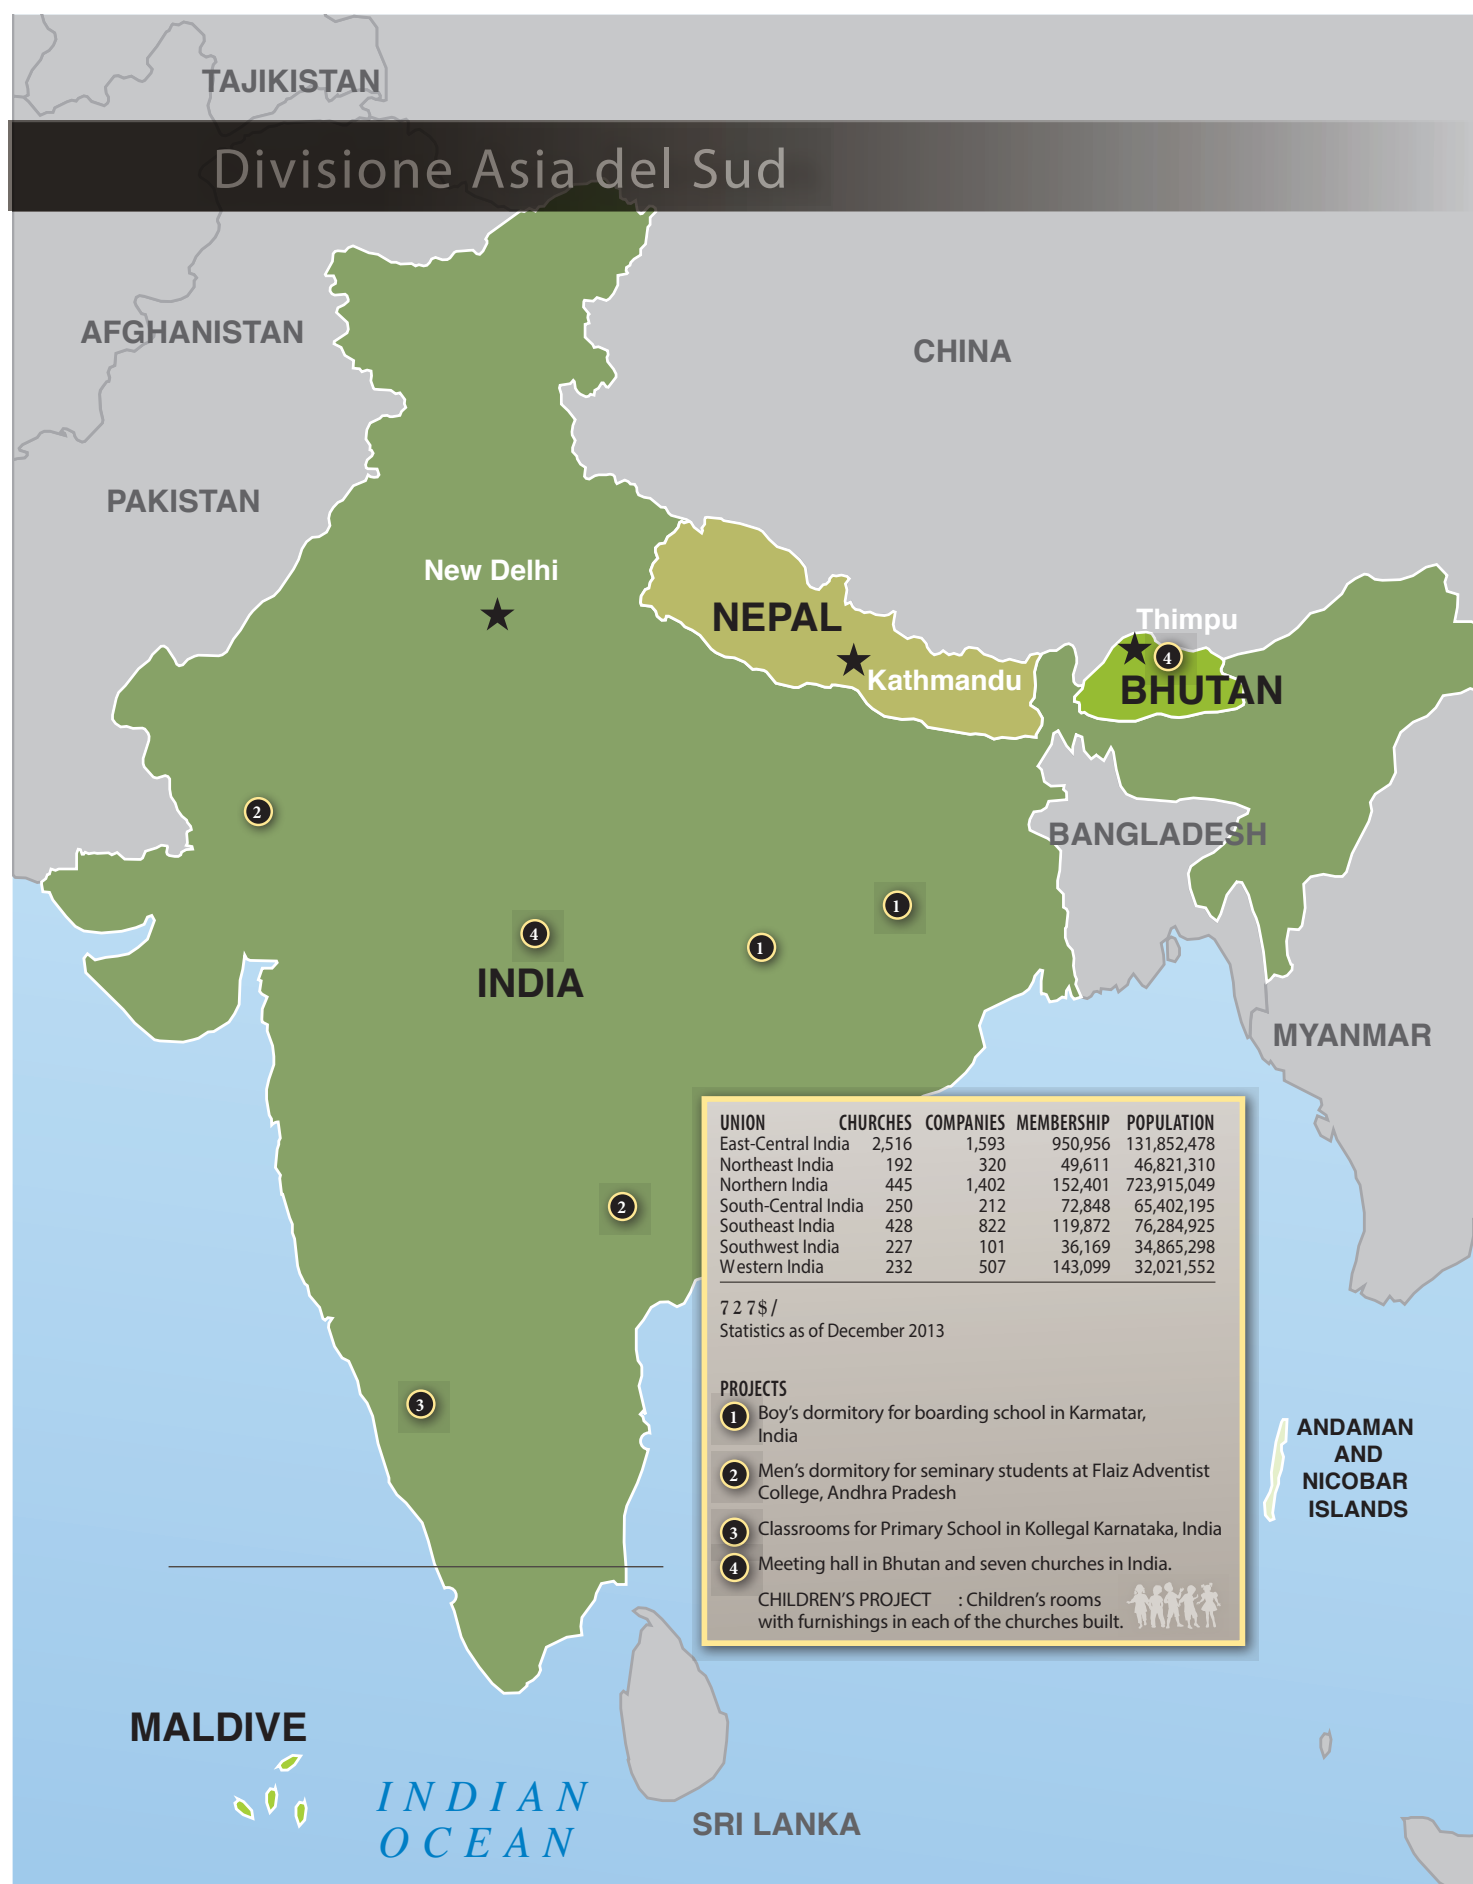 TAJIKISTAN
Divisione Asia del Sud
AFGHANISTAN
CHINA
PAKISTAN
New Delhi
NEPAL
Kathmandu
Thimpu
4
BHUTAN
2
BANGLADESH
1
4
1
INDIA
MYANMAR
UNION CHURCHES COMPANIES MEMBERSHIP POPULATION
East-Central India 2,516 1,593 950,956 131,852,478
Northeast India 192 320 49,611 46,821,310
Northern India 445 1,402 152,401 723,915,049
South-Central India 250 212 72,848 65,402,195
Southeast India 428 822 119,872 76,284,925
Southwest India 227 101 36,169 34,865,298
Western India 232 507 143,099 32,021,552
727$/
Statistics as of December 2013
2
3
PROJECTS
1 Boy's dormitory for boarding school in Karmatar,
India
2 Men's dormitory for seminary students at Flaiz Adventist
College, Andhra Pradesh
3 Classrooms for Primary School in Kollegal Karnataka, India
4 Meeting hall in Bhutan and seven churches in India.
CHILDREN'S PROJECT : Children's rooms
with furnishings in each of the churches built.
ANDAMAN
AND
NICOBAR
ISLANDS
MALDIVE
INDIAN
OCEAN
SRI LANKA